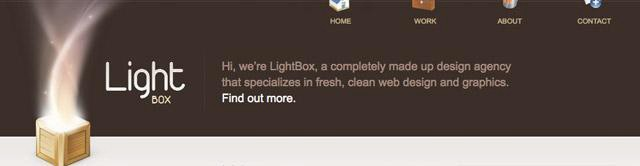 HOME WORK ABOUT CONTACT
Light
BOX
Hi, we're LightBox, a completely made up design agency
that specializes in fresh, clean web design and graphics.
Find out more.